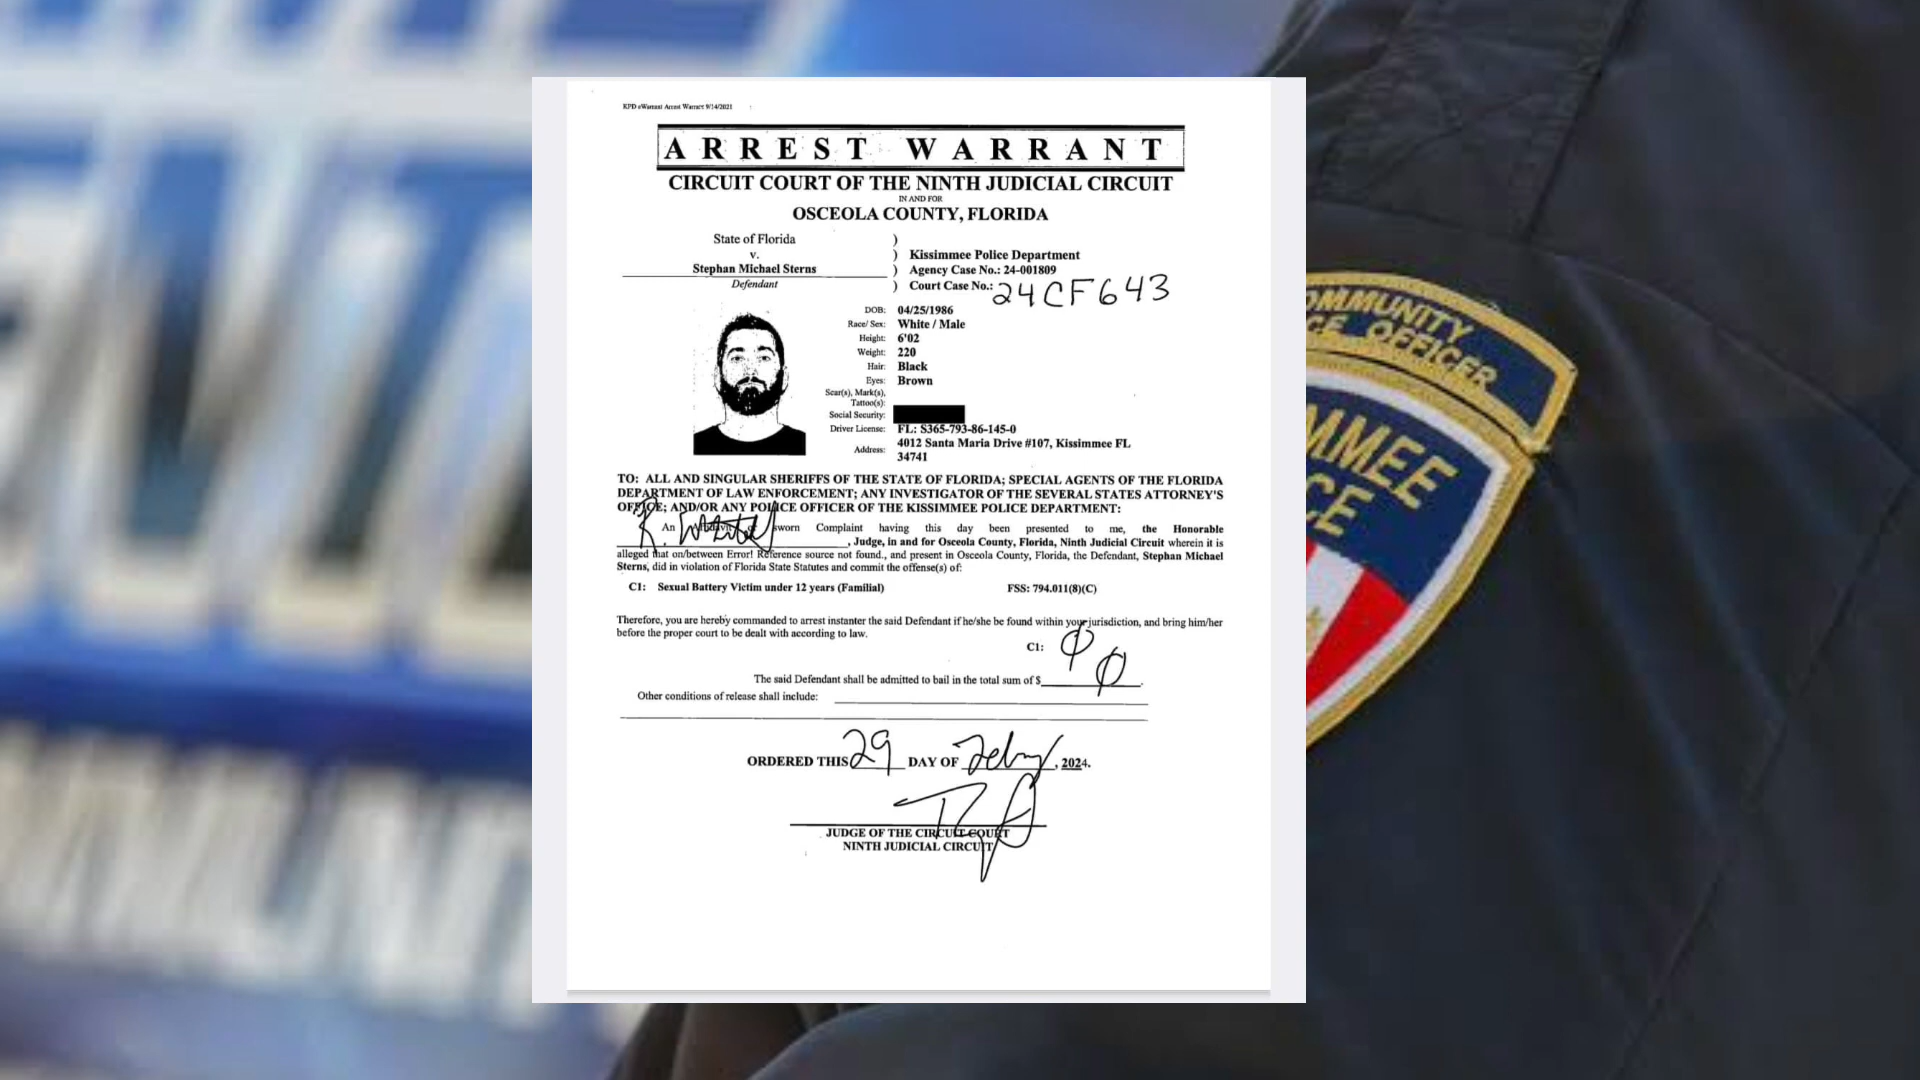 KPD eWarrant Arrest Warrant 9/14/2021
ARREST WARRANT
CIRCUIT COURT OF THE NINTH JUDICIAL CIRCUIT
IN AND FOR
OSCEOLA COUNTY, FLORIDA
State of Florida )
v. ) Kissimmee Police Department
Stephan Michael Sterns ) Agency Case No.: 24-001809
Defendant ) Court Case No.: 24CF643
DOB: 04/25/1986
Race/ Sex: White / Male
Height: 6'02
Weight: 220
Hair: Black
Eyes: Brown
Scar(s), Mark(s),
Tattoo(s):
Social Security:
Driver License: FL: S365-793-86-145-0
Address: 4012 Santa Maria Drive #107, Kissimmee FL
34741
TO: ALL AND SINGULAR SHERIFFS OF THE STATE OF FLORIDA; SPECIAL AGENTS OF THE FLORIDA
DEPARTMENT OF LAW ENFORCEMENT; ANY INVESTIGATOR OF THE SEVERAL STATES ATTORNEY'S
OFFICE; AND/OR ANY POLICE OFFICER OF THE KISSIMMEE POLICE DEPARTMENT:
An Affidavit or sworn Complaint having this day been presented to me, the Honorable
, Judge, in and for Osceola County, Florida, Ninth Judicial Circuit wherein it is
alleged that on/between Error! Reference source not found., and present in Osceola County, Florida, the Defendant, Stephan Michael
Sterns, did in violation of Florida State Statutes and commit the offense(s) of:
C1: Sexual Battery Victim under 12 years (Familial) FSS: 794.011(8)(C)
Therefore, you are hereby commanded to arrest instanter the said Defendant if he/she be found within your jurisdiction, and bring him/her
before the proper court to be dealt with according to law.
C1: Ø
The said Defendant shall be admitted to bail in the total sum of $ Ø.
Other conditions of release shall include:
ORDERED THIS 29 DAY OF , 2024.
JUDGE OF THE CIRCUIT COURT
NINTH JUDICIAL CIRCUIT
OMMUNITY
CE OFFICER
MMEE
CE